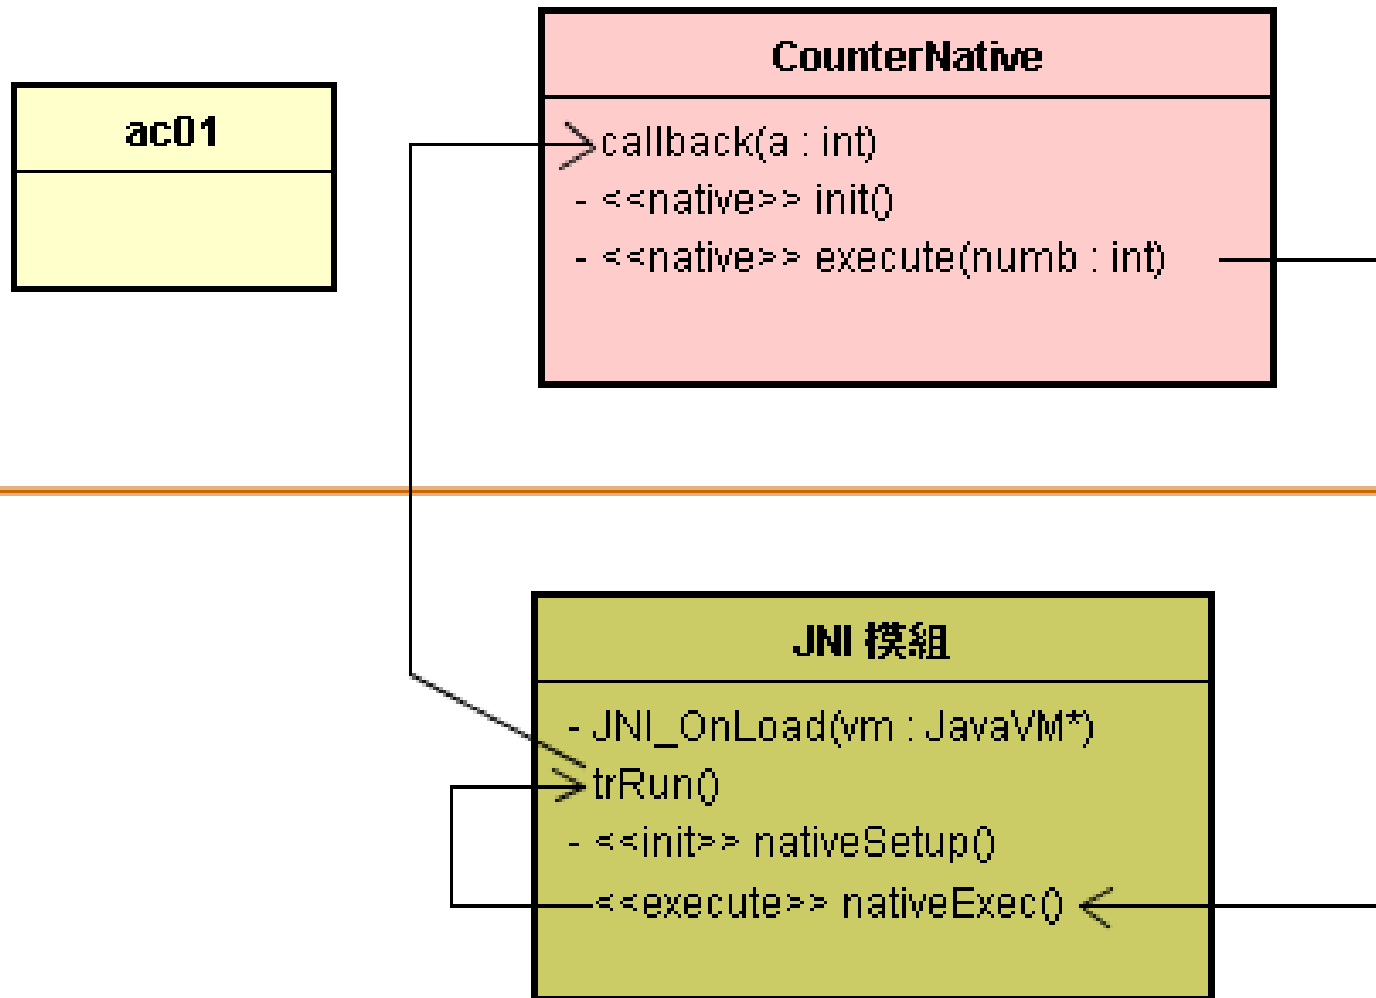 ac01
CounterNative
callback(a : int)
- <<native>> init()
- <<native>> execute(numb : int)
JNI 模組
- JNI_OnLoad(vm : JavaVM*)
trRun()
- <<init>> nativeSetup()
<<execute>> nativeExec()